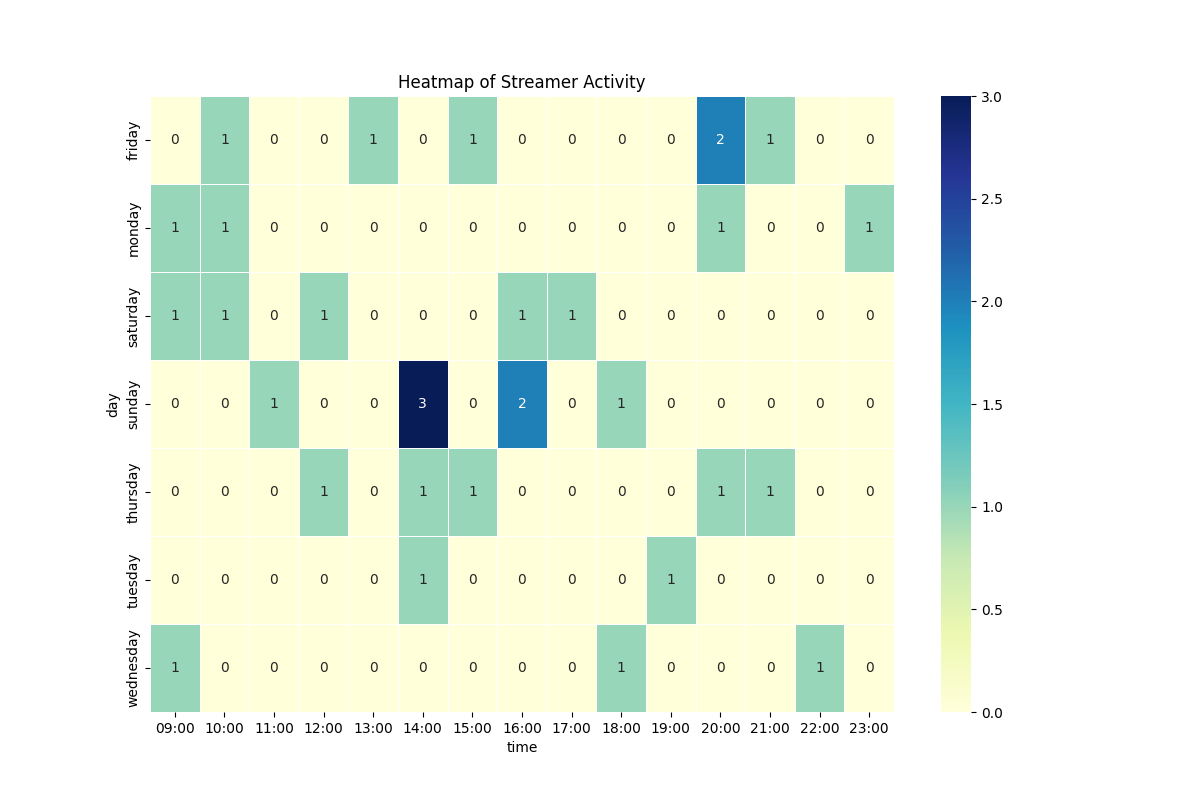 Heatmap of Streamer Activity
friday 0 1 0 0 1 0 1 0 0 0 0 2 1 0 0
monday 1 1 0 0 0 0 0 0 0 0 0 1 0 0 1
saturday 1 1 0 1 0 0 0 1 1 0 0 0 0 0 0
sunday 0 0 1 0 0 3 0 2 0 1 0 0 0 0 0
thursday 0 0 0 1 0 1 1 0 0 0 0 1 1 0 0
tuesday 0 0 0 0 0 1 0 0 0 0 1 0 0 0 0
wednesday 1 0 0 0 0 0 0 0 0 1 0 0 0 1 0
day
09:00 10:00 11:00 12:00 13:00 14:00 15:00 16:00 17:00 18:00 19:00 20:00 21:00 22:00 23:00
time
3.0
2.5
2.0
1.5
1.0
0.5
0.0